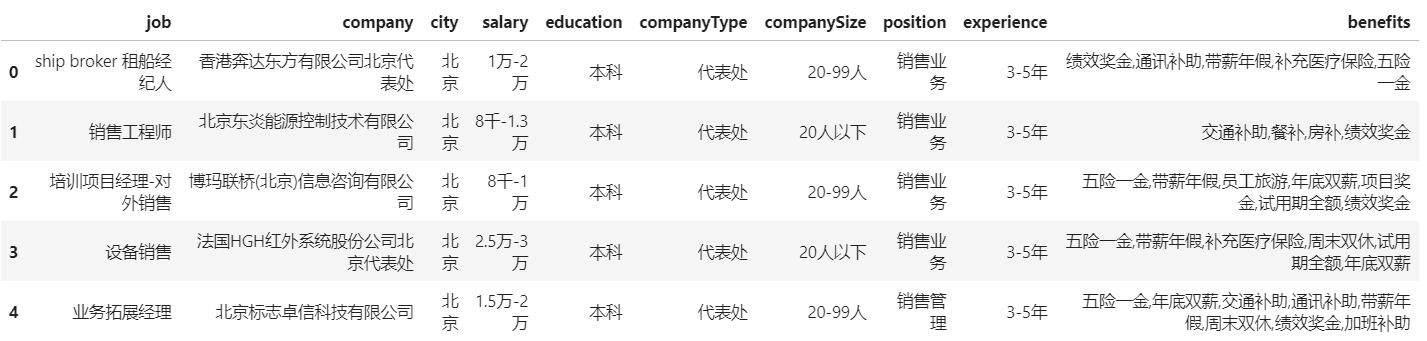 job company city salary education companyType companySize position experience benefits
0 ship broker 租船经纪人 香港奔达东方有限公司北京代表处 北京 1万-2万 本科 代表处 20-99人 销售业务 3-5年 绩效奖金,通讯补助,带薪年假,补充医疗保险,五险一金
1 销售工程师 北京东炎能源控制技术有限公司 北京 8千-1.3万 本科 代表处 20人以下 销售业务 3-5年 交通补助,餐补,房补,绩效奖金
2 培训项目经理-对外销售 博玛联桥(北京)信息咨询有限公司 北京 8千-1万 本科 代表处 20-99人 销售业务 3-5年 五险一金,带薪年假,员工旅游,年底双薪,项目奖金,试用期全额,绩效奖金
3 设备销售 法国HGH红外系统股份公司北京代表处 北京 2.5万-3万 本科 代表处 20人以下 销售业务 3-5年 五险一金,带薪年假,补充医疗保险,周末双休,试用期全额,年底双薪
4 业务拓展经理 北京标志卓信科技有限公司 北京 1.5万-2万 本科 代表处 20-99人 销售管理 3-5年 五险一金,年底双薪,交通补助,通讯补助,带薪年假,周末双休,绩效奖金,加班补助